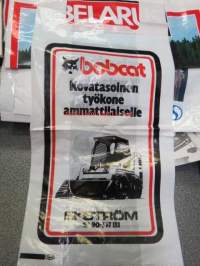 BELARU
bobcat
Kovatasoinen
työkone
ammattilaiselle
EKSTRÖM